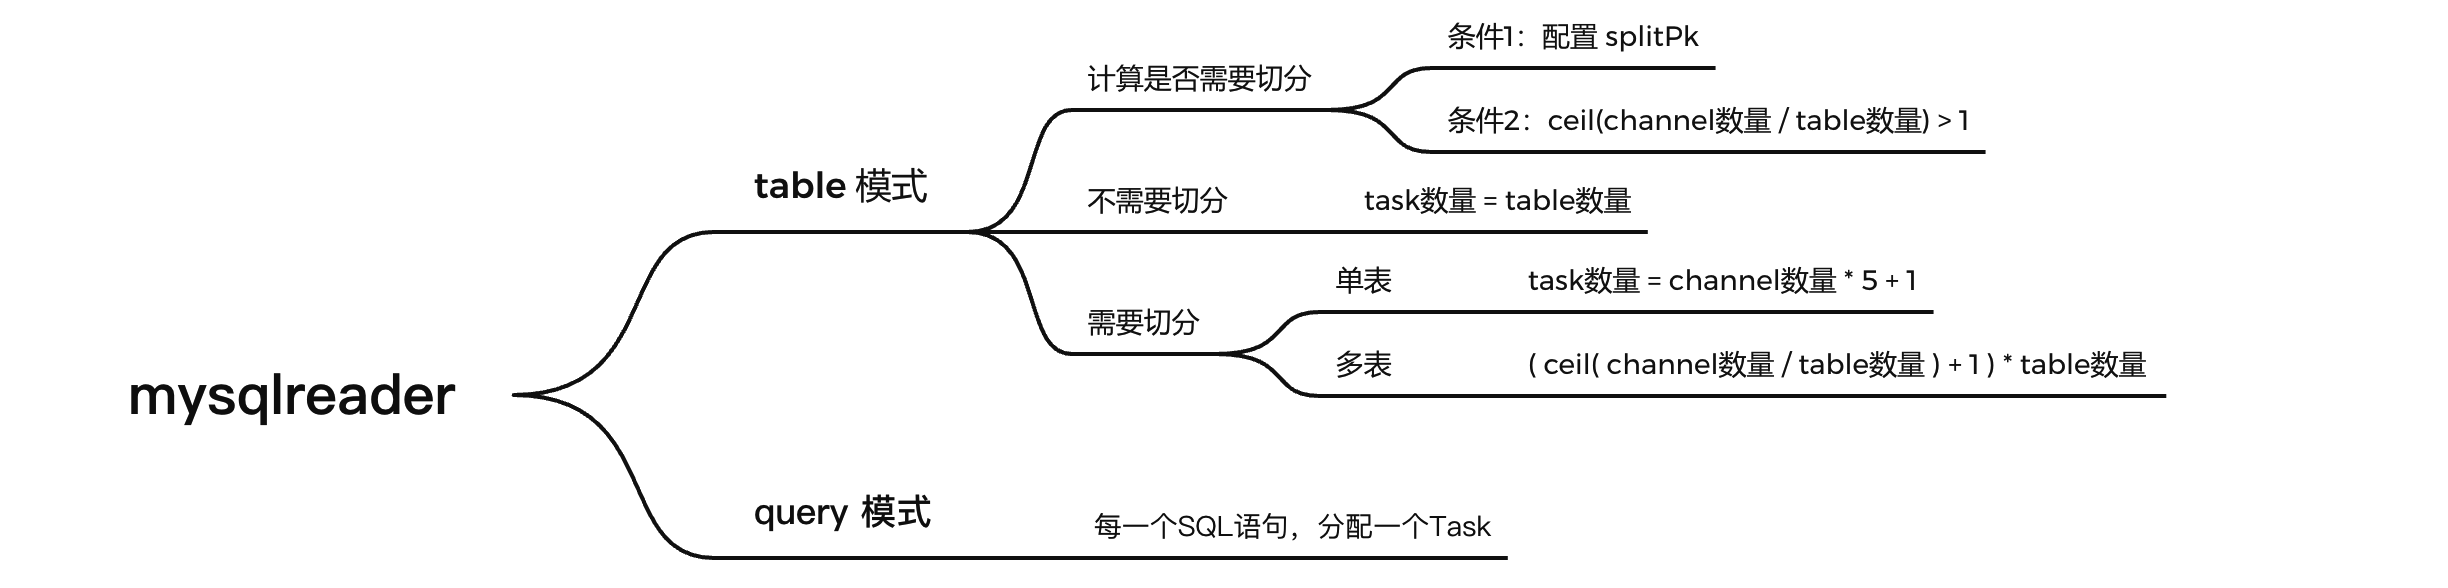 mysqlreader
table 模式
计算是否需要切分
条件1：配置 splitPk
条件2：ceil(channel数量 / table数量) > 1
不需要切分 task数量 = table数量
需要切分
单表 task数量 = channel数量 * 5 + 1
多表 ( ceil( channel数量 / table数量 ) + 1 ) * table数量
query 模式 每一个SQL语句，分配一个Task